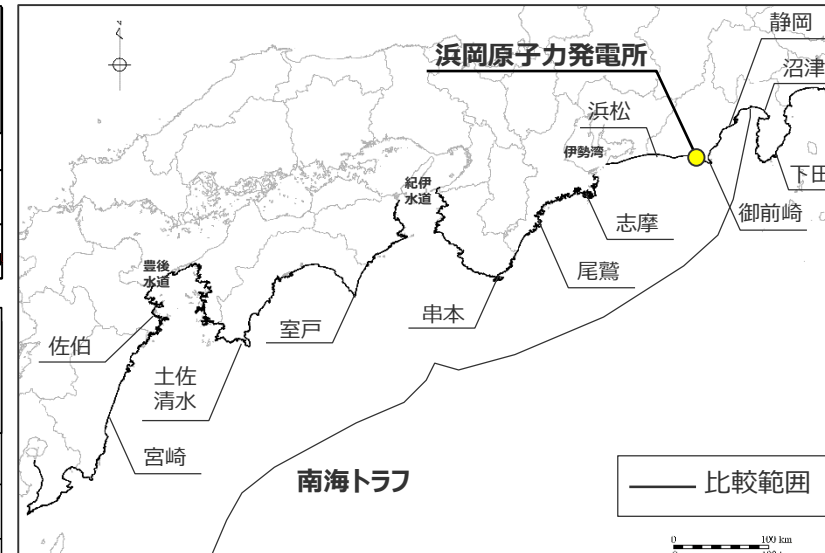 静岡
浜岡原子力発電所
沼津
浜松
伊勢湾
下田
紀伊
水道
御前崎
志摩
豊後
水道
尾鷲
串本
室戸
佐伯
土佐
清水
宮崎
南海トラフ
比較範囲
0 100 km